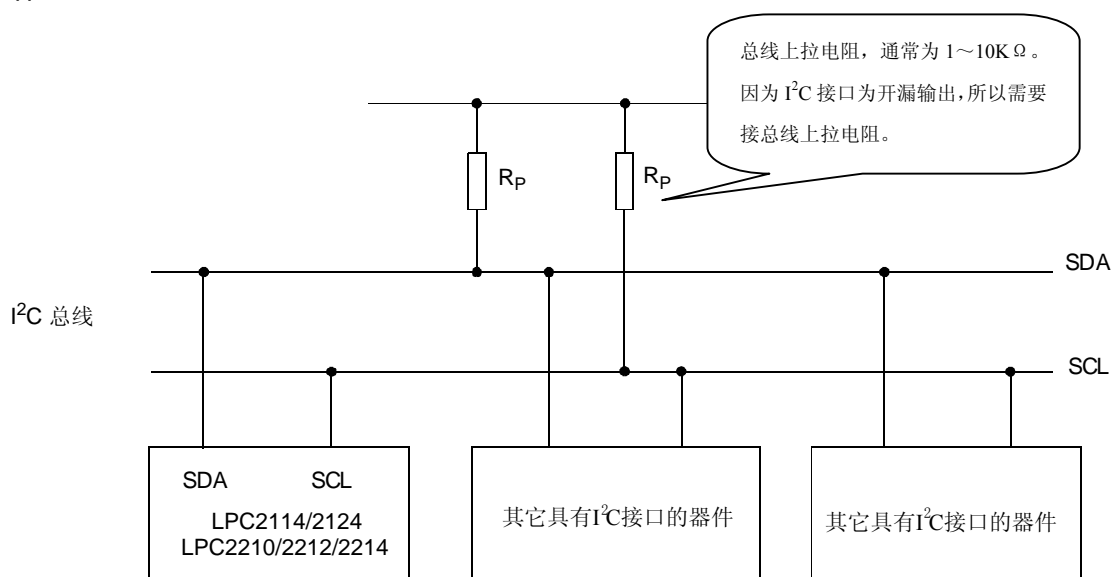 总线上拉电阻，通常为 1～10KΩ。
因为 I²C 接口为开漏输出，所以需要
接总线上拉电阻。
R_P
R_P
SDA
I²C 总线
SCL
SDA SCL
LPC2114/2124
LPC2210/2212/2214
其它具有I²C接口的器件
其它具有I²C接口的器件